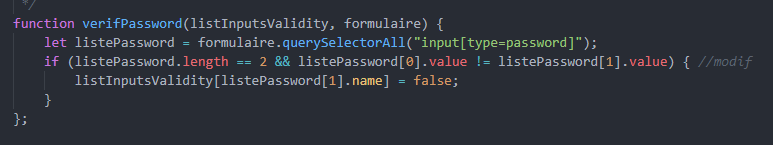 */
function verifPassword(listInputsValidity, formulaire) {
let listePassword = formulaire.querySelectorAll("input[type=password]");
if (listePassword.length == 2 && listePassword[0].value != listePassword[1].value) { //modif
listInputsValidity[listePassword[1].name] = false;
}
};